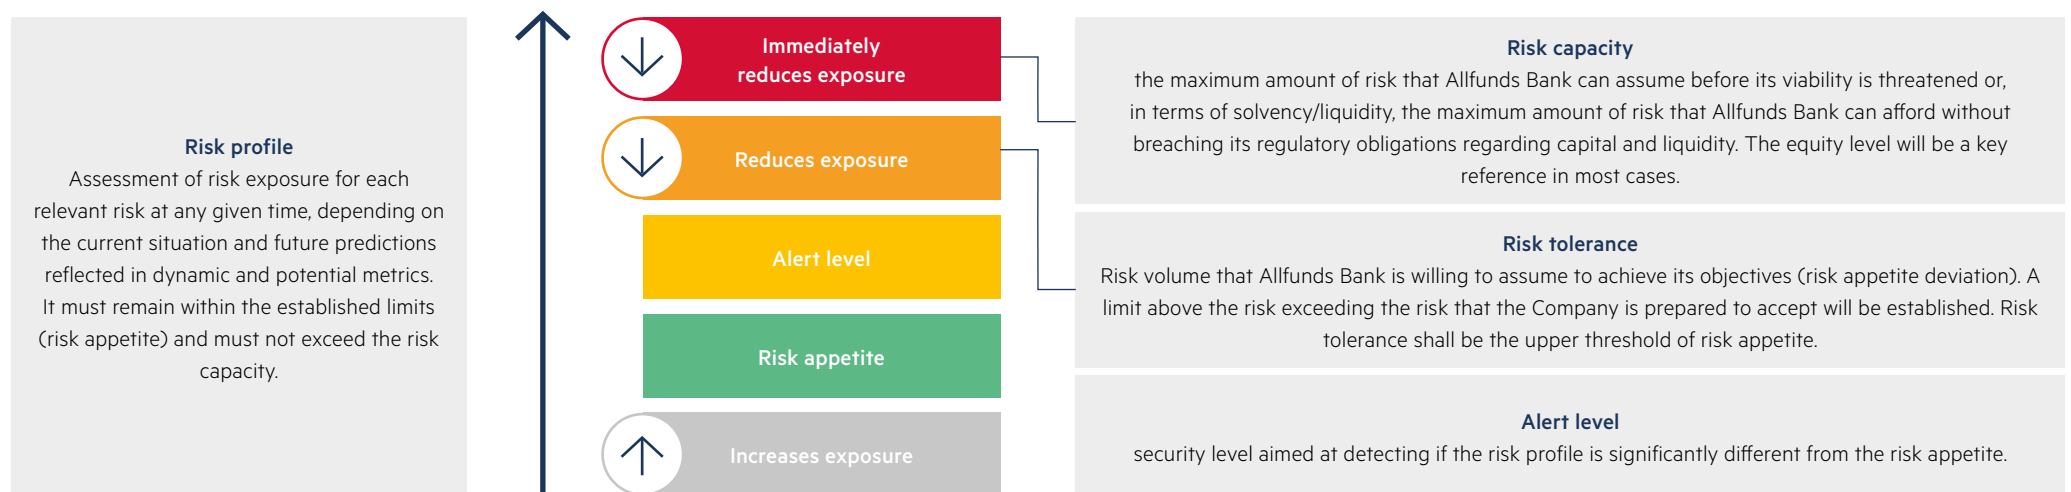 Risk profile
Assessment of risk exposure for each
relevant risk at any given time, depending on
the current situation and future predictions
reflected in dynamic and potential metrics.
It must remain within the established limits
(risk appetite) and must not exceed the risk
capacity.
Immediately
reduces exposure
Reduces exposure
Alert level
Risk appetite
Increases exposure
Risk capacity
the maximum amount of risk that Allfunds Bank can assume before its viability is threatened or,
in terms of solvency/liquidity, the maximum amount of risk that Allfunds Bank can afford without
breaching its regulatory obligations regarding capital and liquidity. The equity level will be a key
reference in most cases.
Risk tolerance
Risk volume that Allfunds Bank is willing to assume to achieve its objectives (risk appetite deviation). A
limit above the risk exceeding the risk that the Company is prepared to accept will be established. Risk
tolerance shall be the upper threshold of risk appetite.
Alert level
security level aimed at detecting if the risk profile is significantly different from the risk appetite.